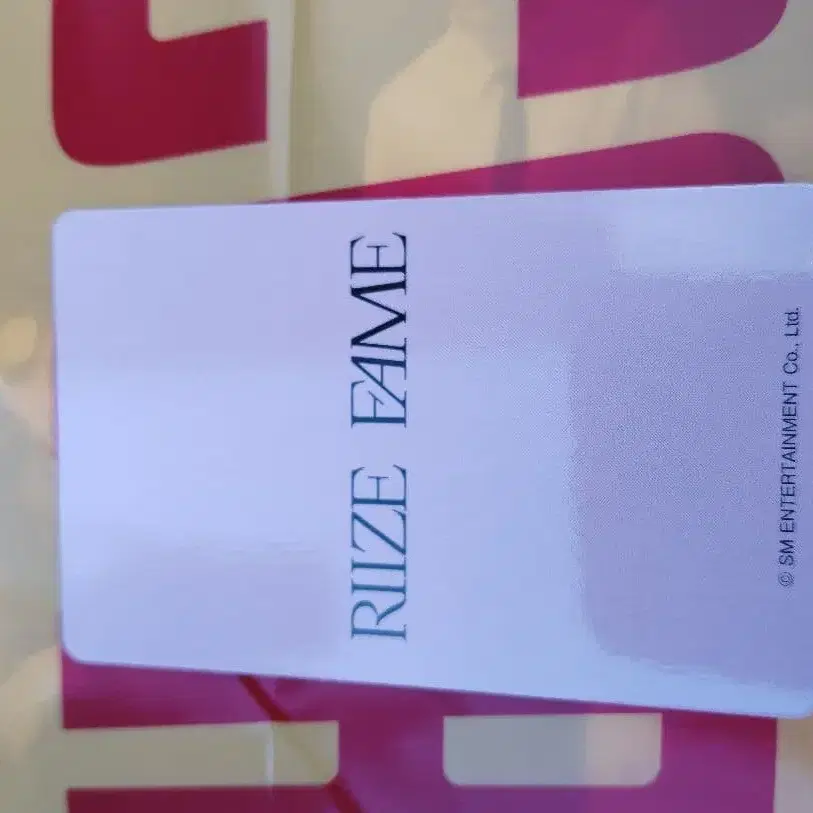 RIIZE FAME
© SM ENTERTAINMENT Co., Ltd.